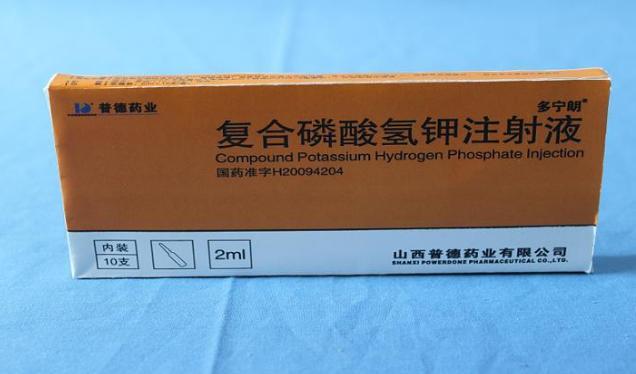 普德药业
多宁朗®
复合磷酸氢钾注射液
Compound Potassium Hydrogen Phosphate Injection
国药准字H20094204
内装
10支
2ml
山西普德药业有限公司
SHANXI POWERDONE PHARMACEUTICAL CO.,LTD.